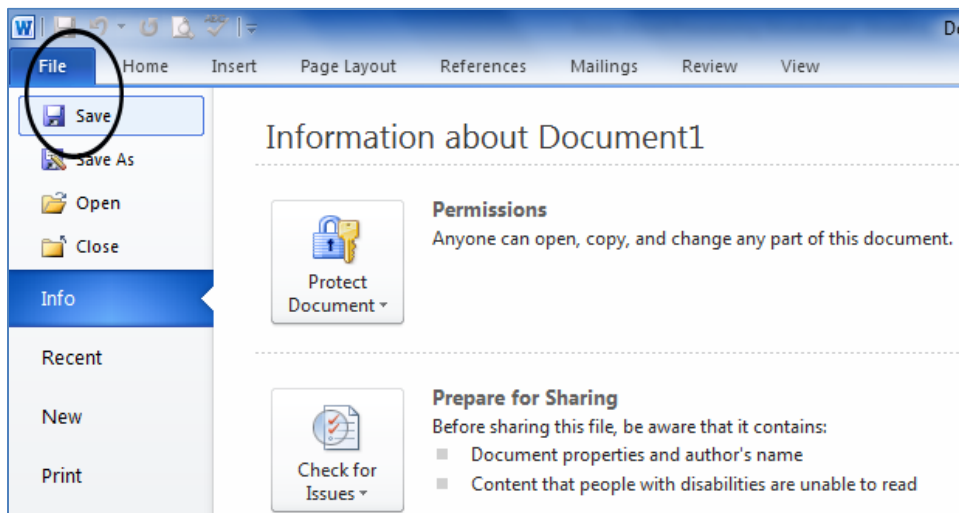 W
De
File Home Insert Page Layout References Mailings Review View
Save
Save As
Open
Close
Info
Recent
New
Print
Information about Document1
Protect
Document
Permissions
Anyone can open, copy, and change any part of this document.
Check for
Issues
Prepare for Sharing
Before sharing this file, be aware that it contains:
Document properties and author's name
Content that people with disabilities are unable to read